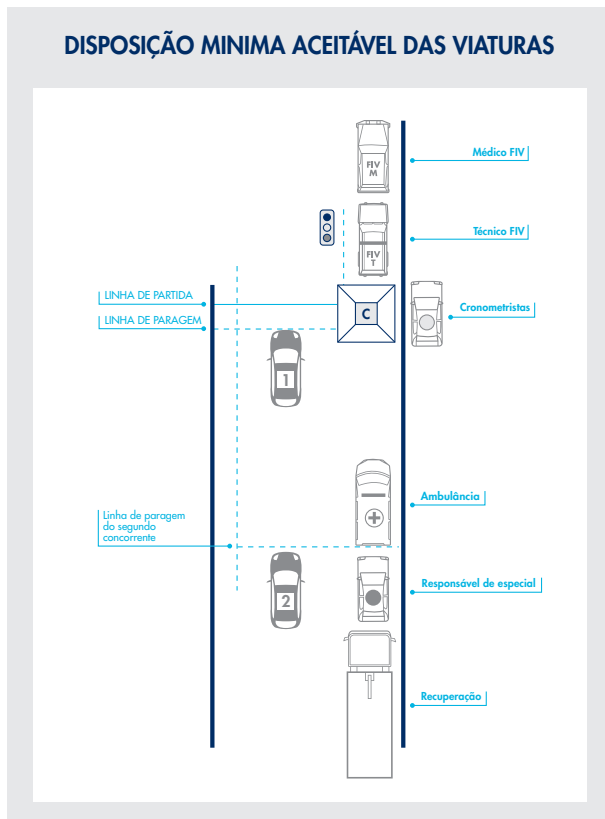 DISPOSIÇÃO MINIMA ACEITÁVEL DAS VIATURAS
Médico FIV
FIV
M
Técnico FIV
FIV
T
LINHA DE PARTIDA
Cronometristas
C
LINHA DE PARAGEM
1
Ambulância
Linha de paragem
do segundo
concorrente
Responsável de especial
2
Recuperação